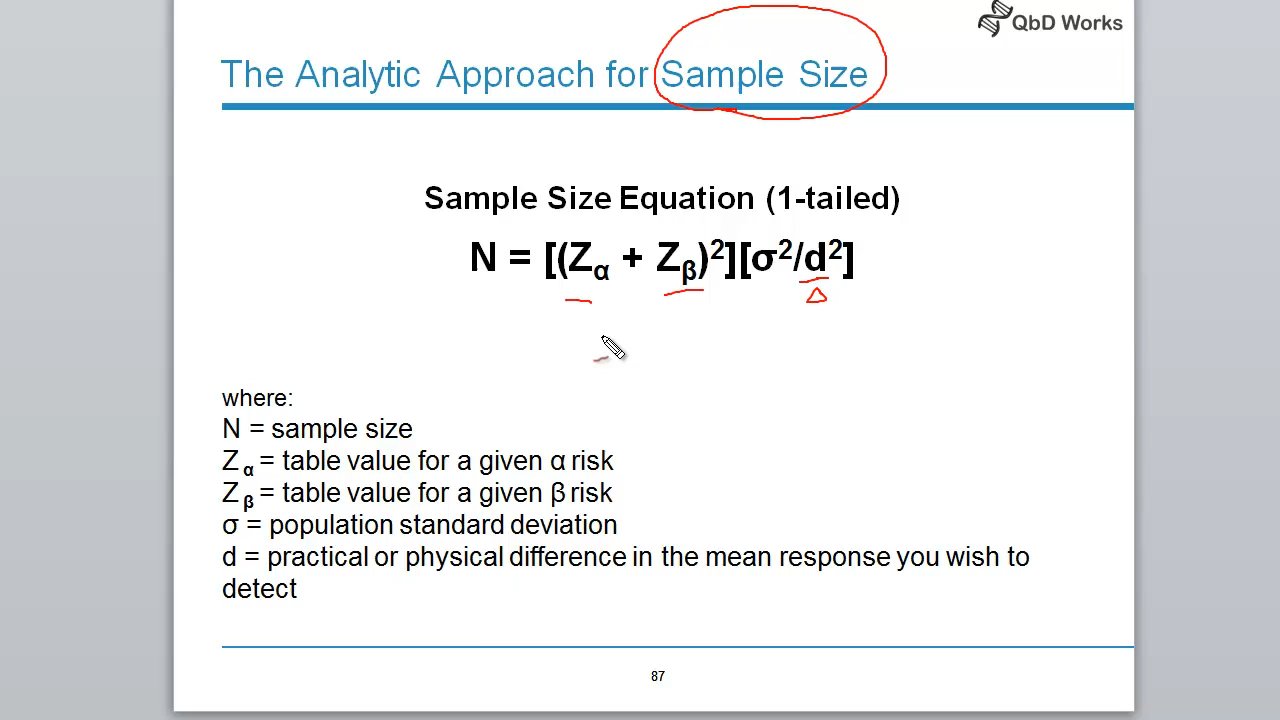 QbD Works
The Analytic Approach for Sample Size
Sample Size Equation (1-tailed)
N = [(Zα + Zβ)²][σ²/d²]
Δ
where:
N = sample size
Z α = table value for a given α risk
Z β = table value for a given β risk
σ = population standard deviation
d = practical or physical difference in the mean response you wish to
detect
87